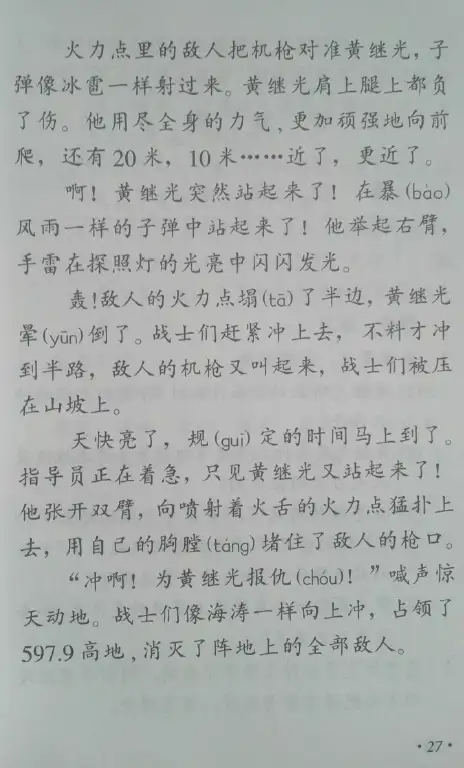 火力点里的敌人把机枪对准黄继光,子
弹像冰雹一样射过来。黄继光肩上腿上都负
了伤。他用尽全身的力气、更加顽强地向前
爬,还有20米,10米……近了,更近了。
啊!黄继光突然站起来了!在暴(bào)
风雨一样的子弹中站起来了!他举起右臂,
手雷在探照灯的光亮中闪闪发光。
轰!敌人的火力点塌(tā)了半边,黄继光
晕(yūn)倒了。战士们赶紧冲上去,不料才冲
到半路,敌人的机枪又叫起来,战士们被压
在山坡上。
天快亮了,规(guī)定的时间马上到了。
指导员正在着急,只见黄继光又站起来了!
他张开双臂,向喷射着火舌的火力点猛扑上
去,用自己的胸膛(táng)堵住了敌人的枪口。
“冲啊!为黄继光报仇(chóu)!”喊声惊
天动地。战士们像海涛一样向上冲,占领了
597.9高地,消灭了阵地上的全部敌人。
·27·